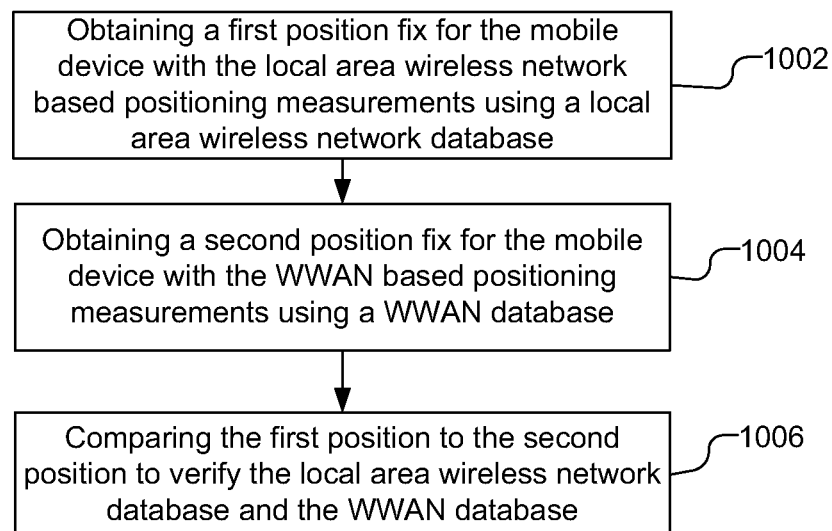 Obtaining a first position fix for the mobile
device with the local area wireless network
based positioning measurements using a local
area wireless network database
1002
Obtaining a second position fix for the mobile
device with the WWAN based positioning
measurements using a WWAN database
1004
Comparing the first position to the second
position to verify the local area wireless network
database and the WWAN database
1006